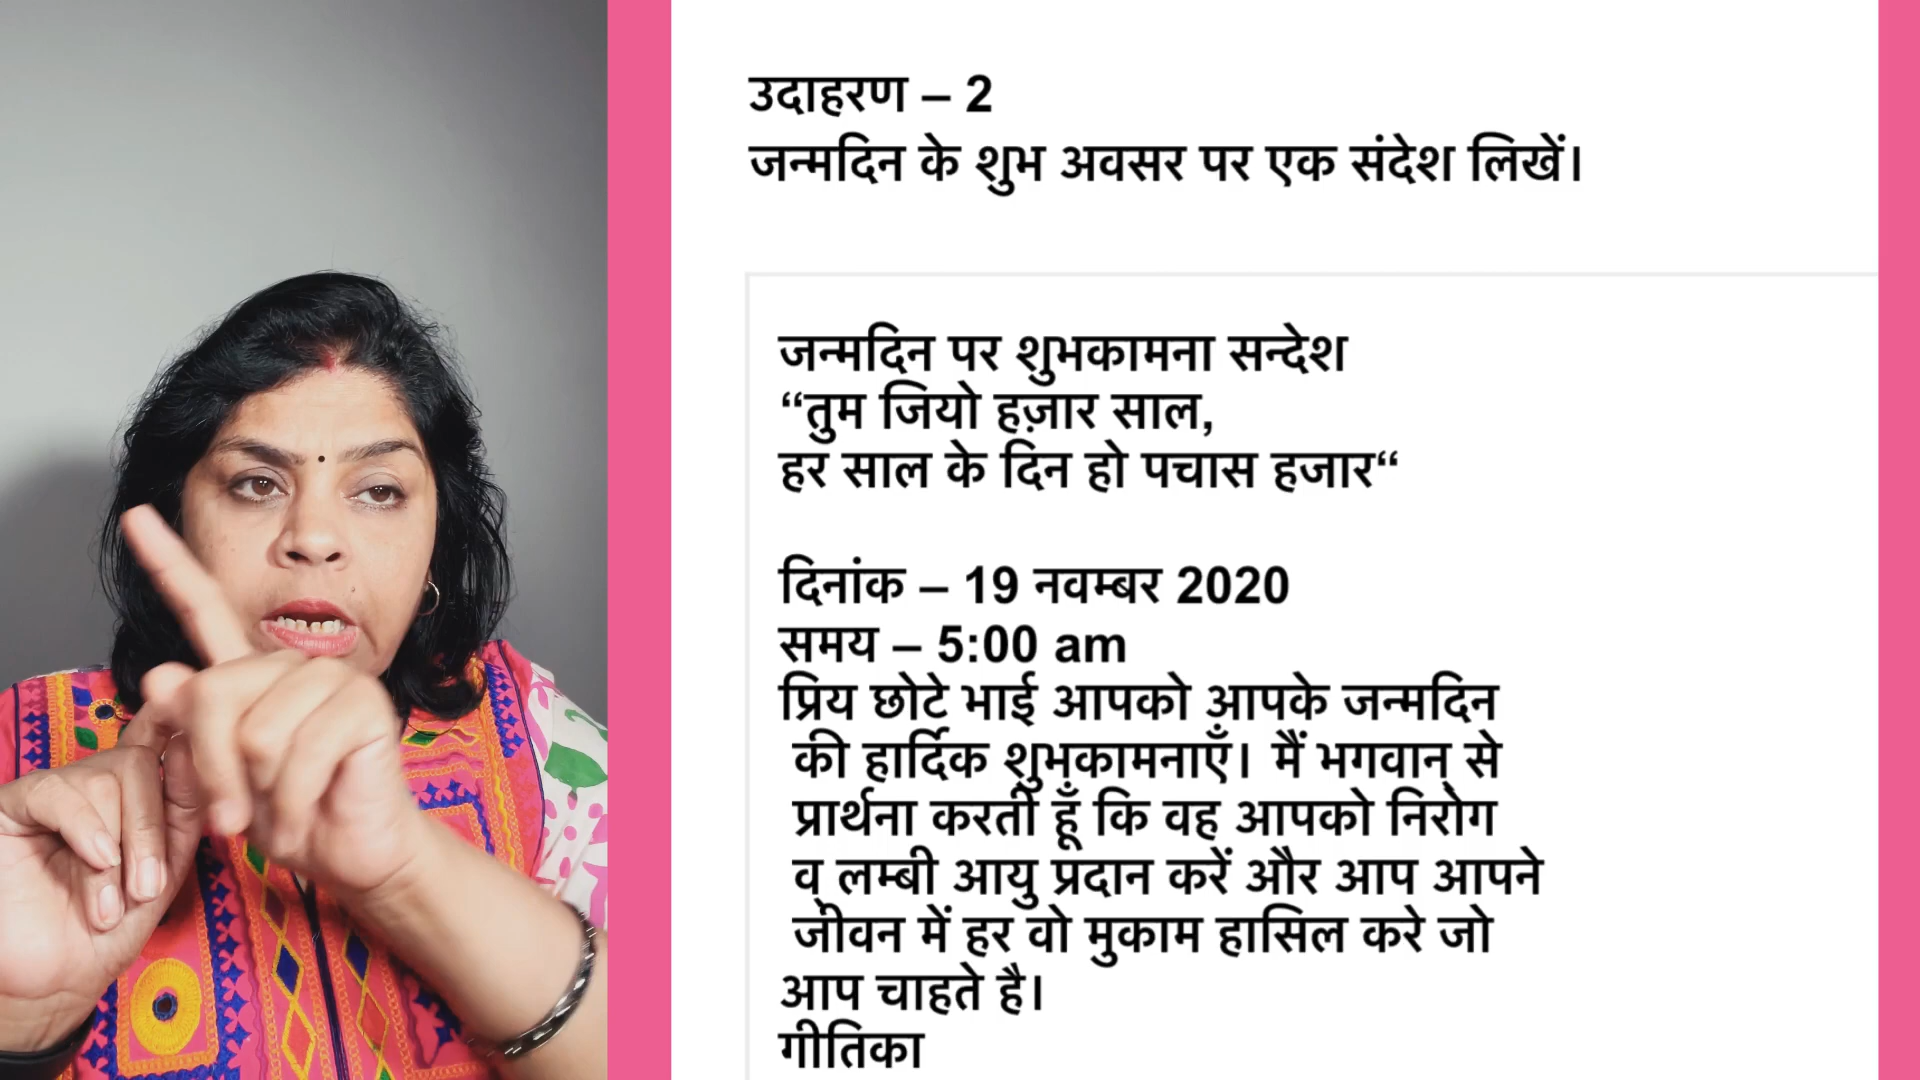 उदाहरण – 2
जन्मदिन के शुभ अवसर पर एक संदेश लिखें।
जन्मदिन पर शुभकामना सन्देश
“तुम जियो हज़ार साल,
हर साल के दिन हो पचास हजार“
दिनांक – 19 नवम्बर 2020
समय – 5:00 am
प्रिय छोटे भाई आपको आपके जन्मदिन
की हार्दिक शुभकामनाएँ। मैं भगवान् से
प्रार्थना करती हूँ कि वह आपको निरोग
व् लम्बी आयु प्रदान करें और आप आपने
जीवन में हर वो मुकाम हासिल करे जो
आप चाहते है।
गीतिका